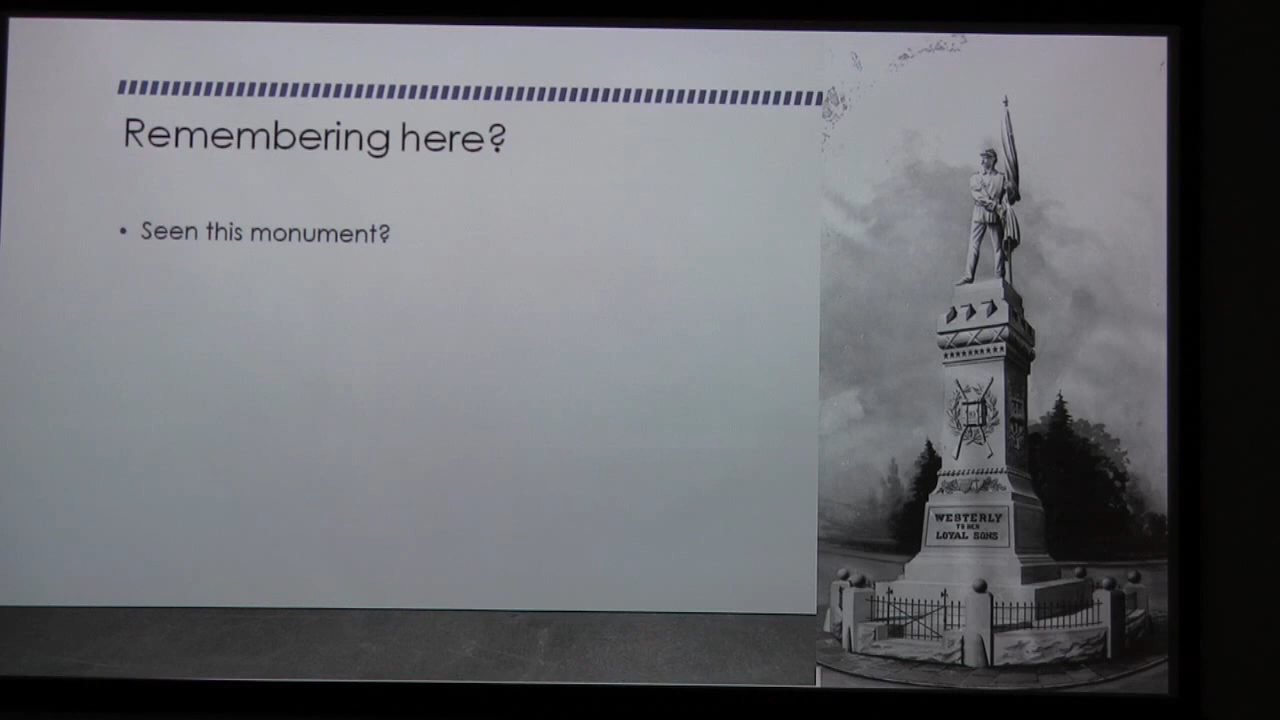 Remembering here?
• Seen this monument?
WESTERLY
TO HER
LOYAL SONS